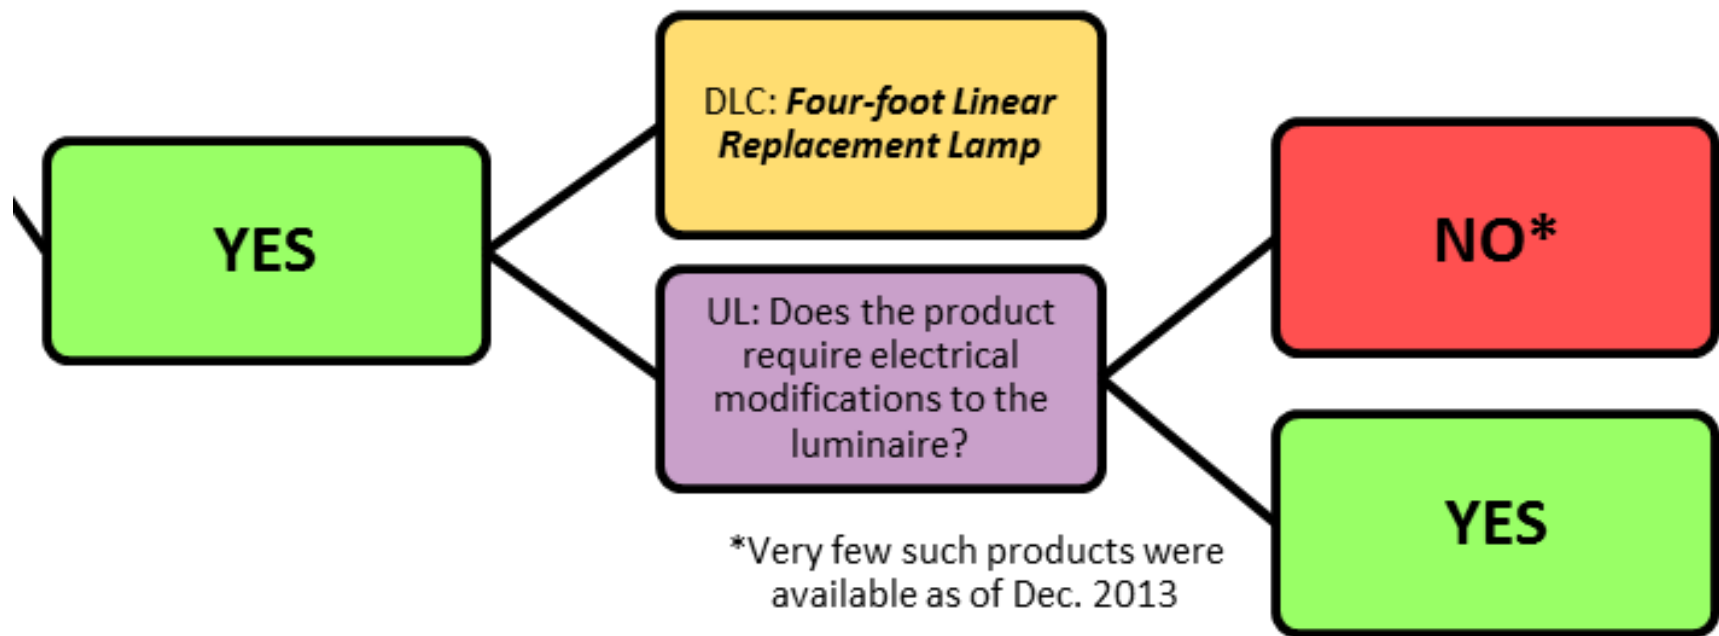 YES
DLC: Four-foot Linear
Replacement Lamp
UL: Does the product
require electrical
modifications to the
luminaire?
NO*
YES
*Very few such products were
available as of Dec. 2013